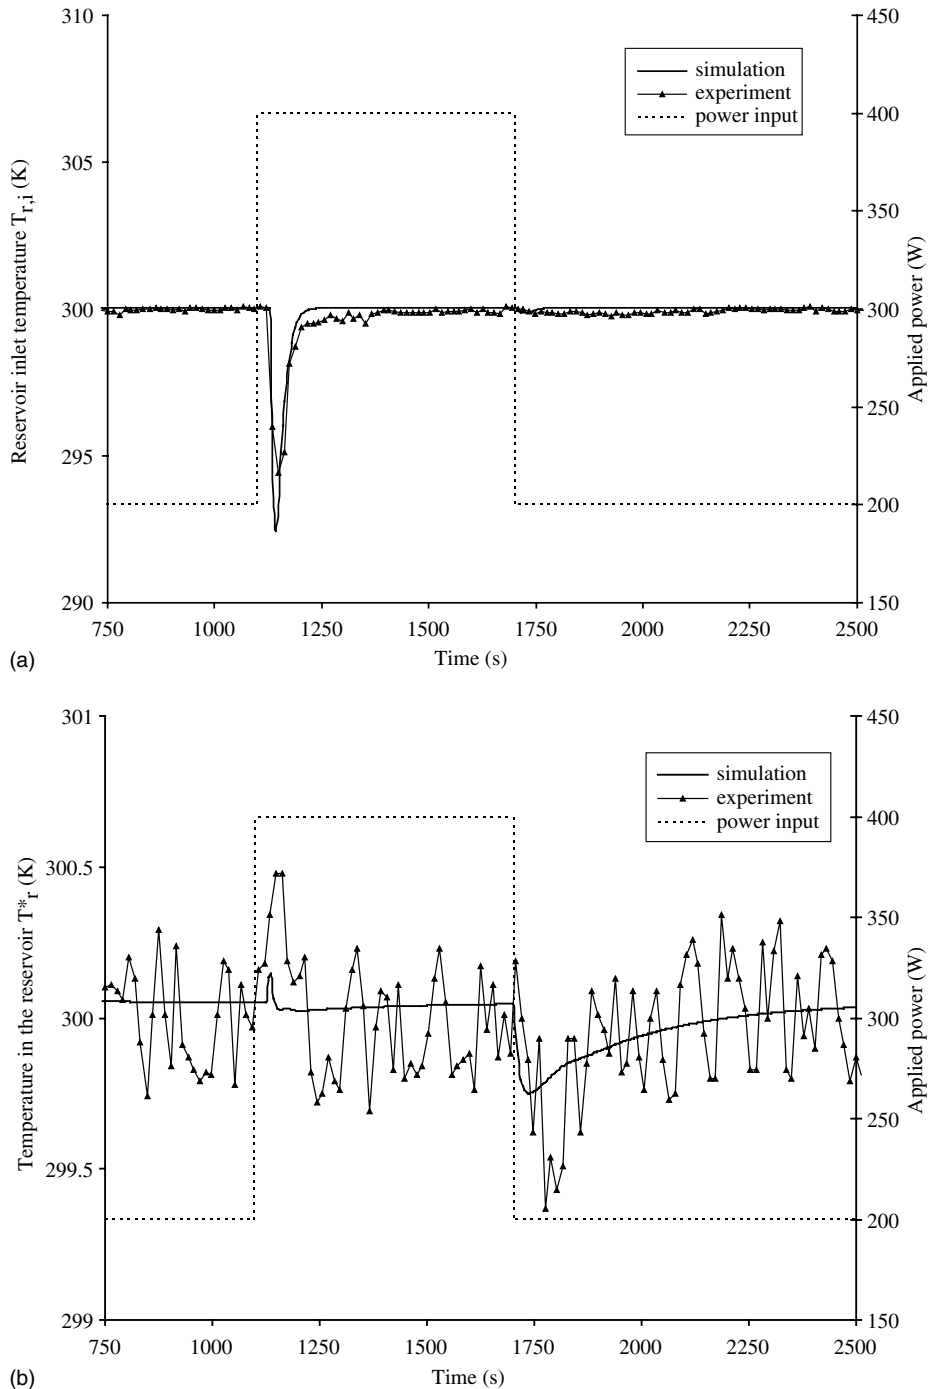 310
450
simulation
experiment
power input
400
305
350
Reservoir inlet temperature T_r,i (K)
300
300
Applied power (W)
250
295
200
290
150
750
1000
1250
1500
1750
2000
2250
2500
Time (s)
(a)
301
450
simulation
experiment
power input
400
300.5
350
Temperature in the reservoir T*_r (K)
300
300
Applied power (W)
250
299.5
200
299
150
750
1000
1250
1500
1750
2000
2250
2500
Time (s)
(b)